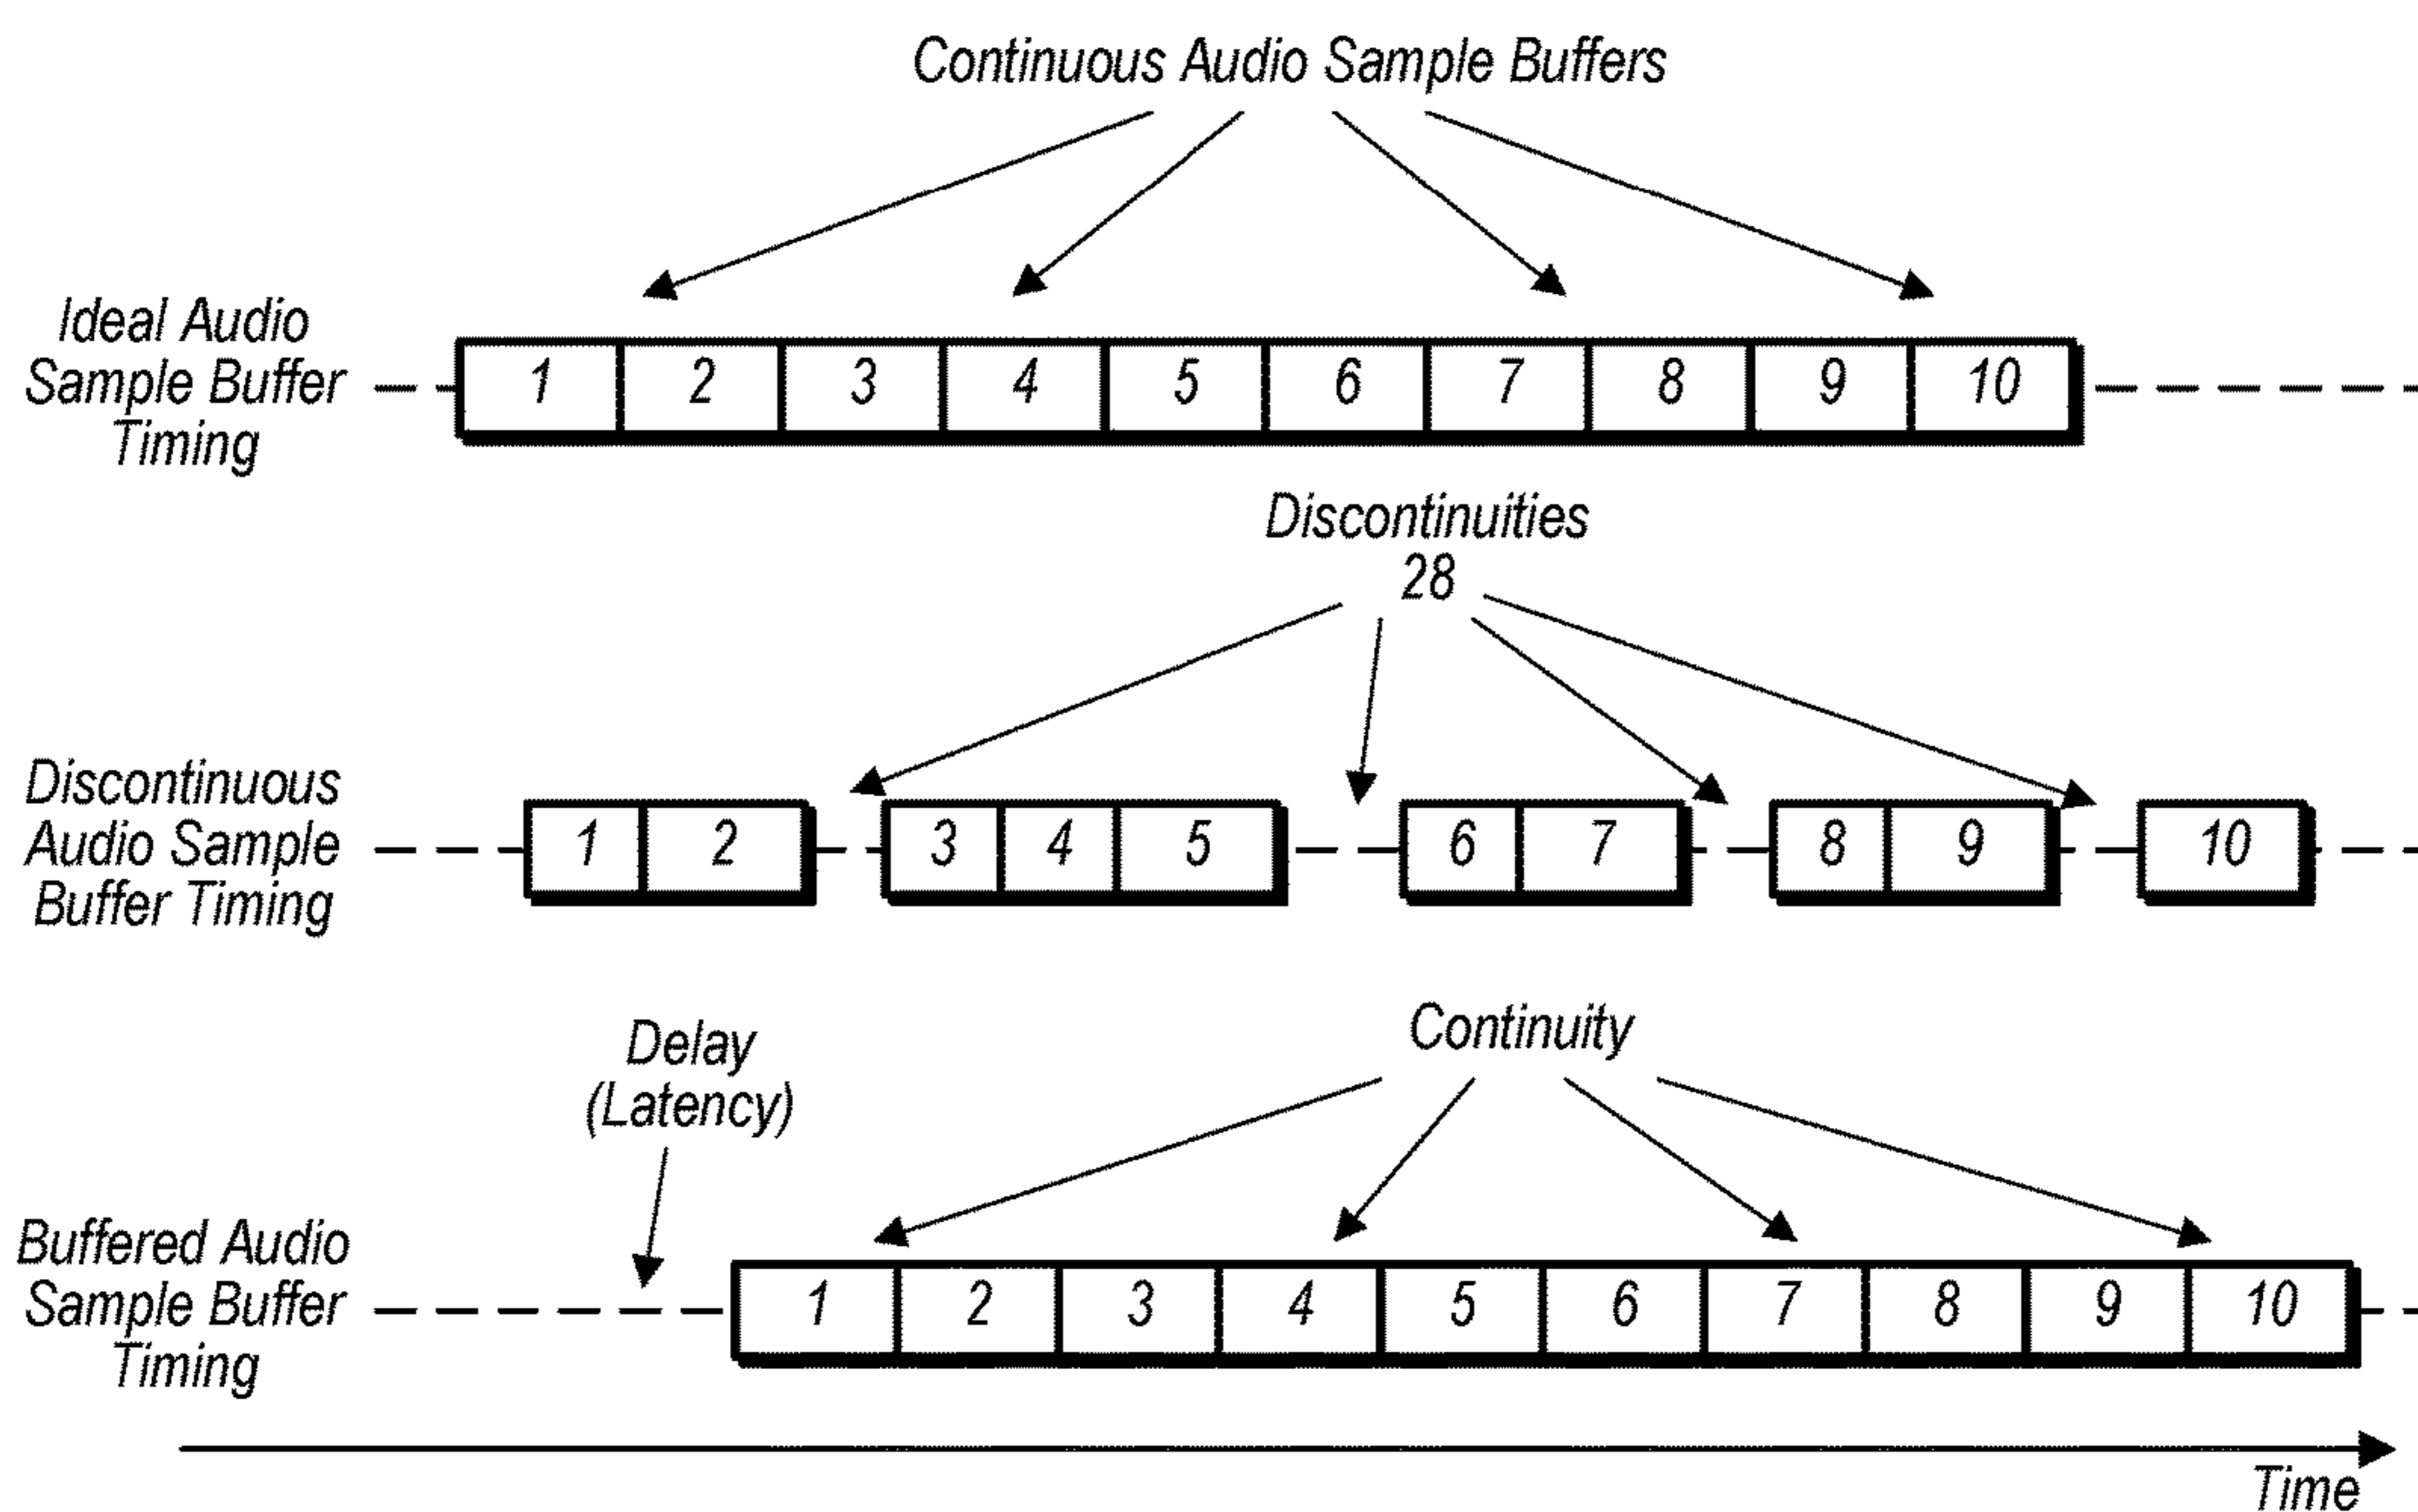 Continuous Audio Sample Buffers
Ideal Audio
Sample Buffer
Timing
1 2 3 4 5 6 7 8 9 10
Discontinuities
28
Discontinuous
Audio Sample
Buffer Timing
1 2 3 4 5 6 7 8 9 10
Delay
(Latency)
Continuity
Buffered Audio
Sample Buffer
Timing
1 2 3 4 5 6 7 8 9 10
Time